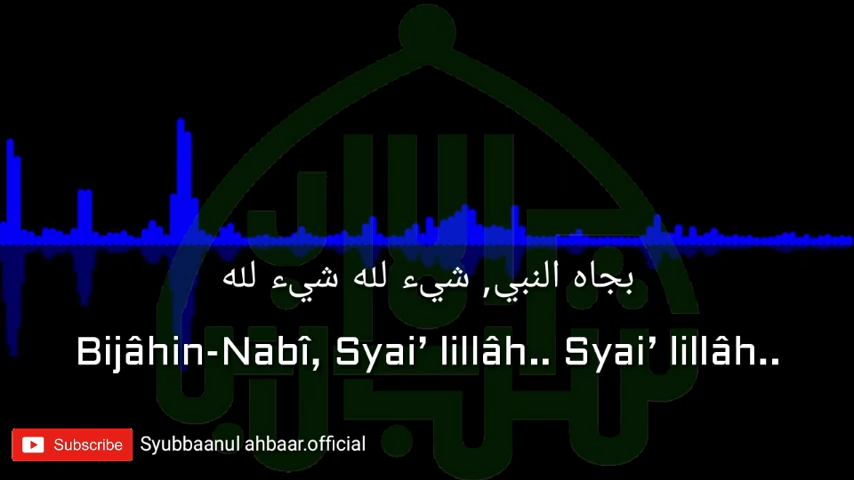 بجاه النبي, شيء لله شيء لله
Bijâhin-Nabî, Syai’ lillâh.. Syai’ lillâh..
Subscribe Syubbaanul ahbaar.official